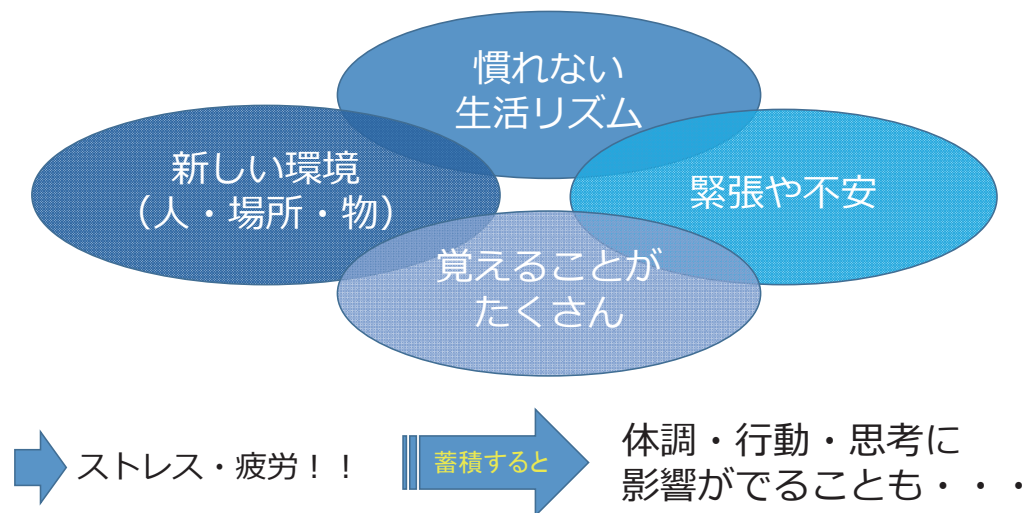 慣れない
生活リズム
新しい環境
（人・場所・物）
緊張や不安
覚えることが
たくさん
ストレス・疲労！！
蓄積すると
体調・行動・思考に
影響がでることも・・・